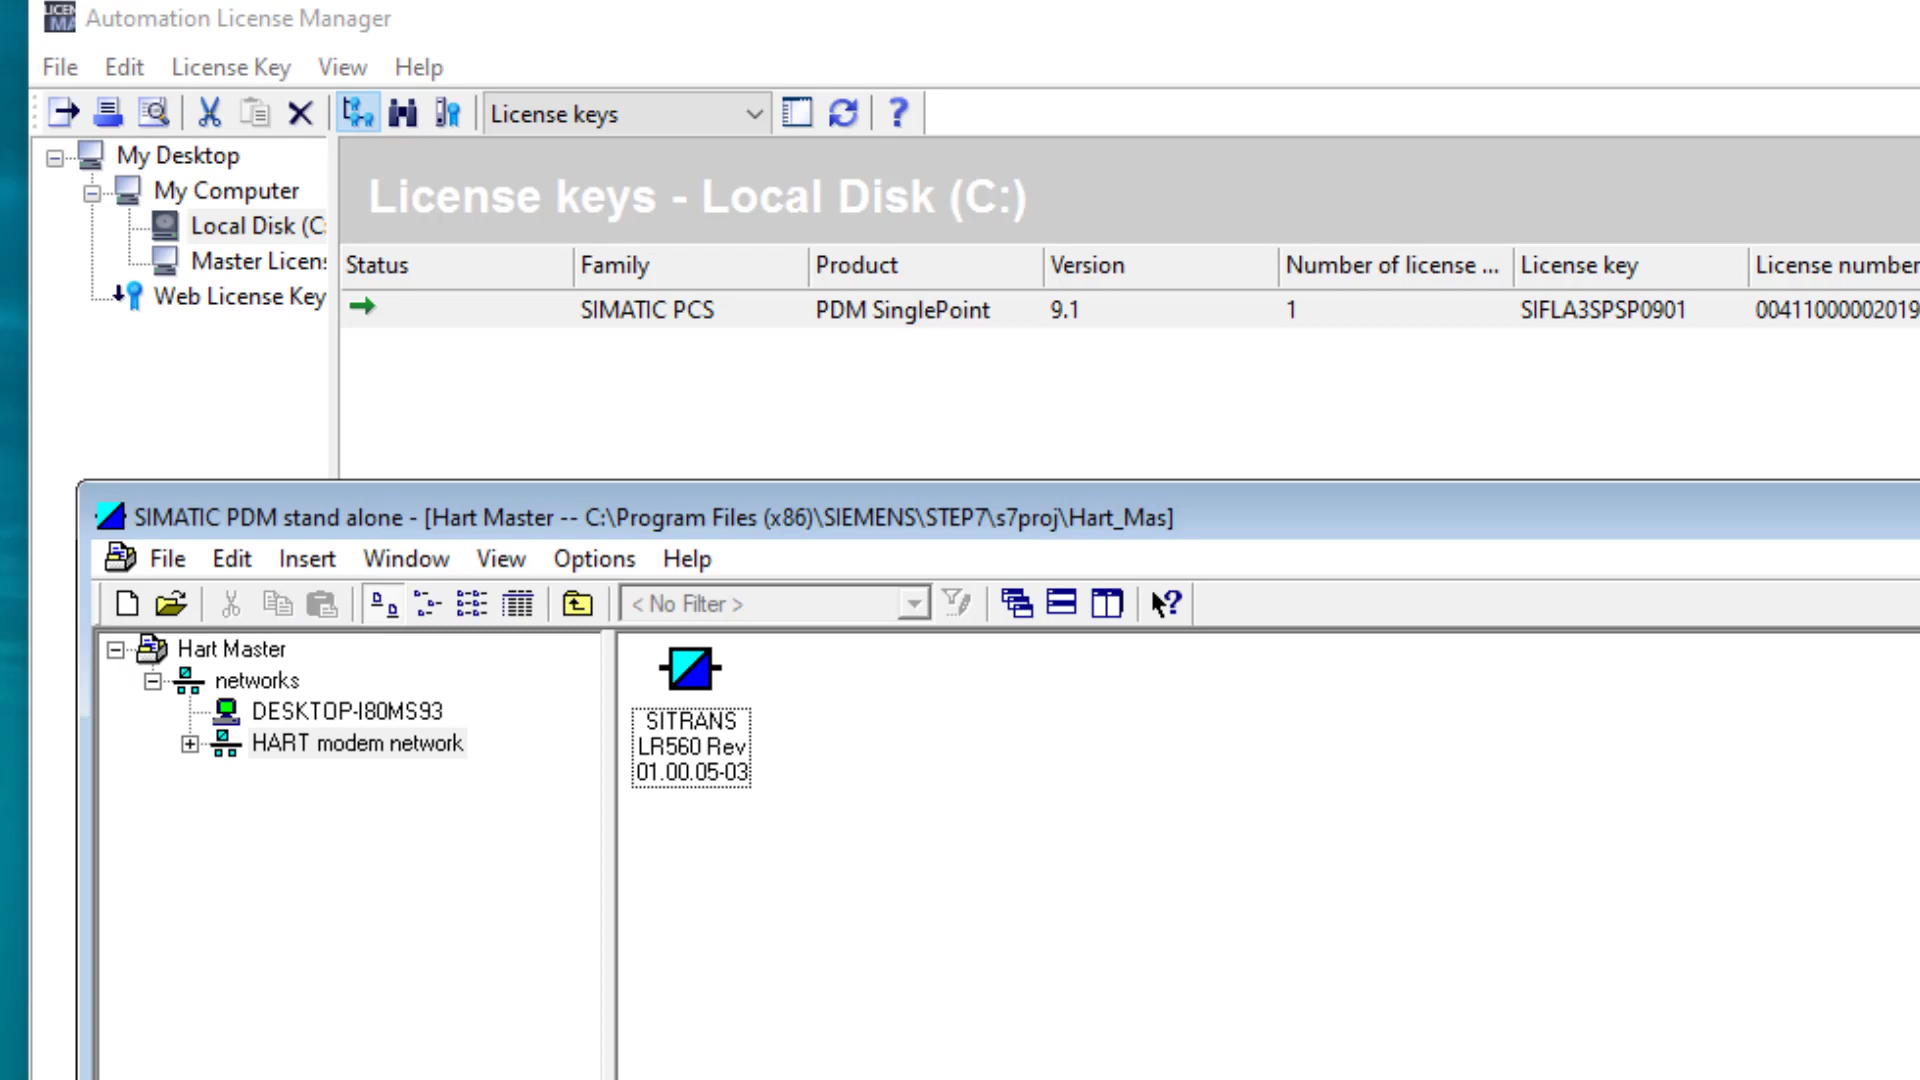 Automation License Manager
File Edit License Key View Help
License keys
My Desktop
My Computer
Local Disk (C:
Master Licens
Web License Key
License keys - Local Disk (C:)
Status Family Product Version Number of license ... License key License number
SIMATIC PCS PDM SinglePoint 9.1 1 SIFLA3SPSP0901 00411000002019
SIMATIC PDM stand alone - [Hart Master -- C:\Program Files (x86)\SIEMENS\STEP7\s7proj\Hart_Mas]
File Edit Insert Window View Options Help
< No Filter >
Hart Master
networks
DESKTOP-I80MS93
HART modem network
SITRANS
LR560 Rev
01.00.05-03